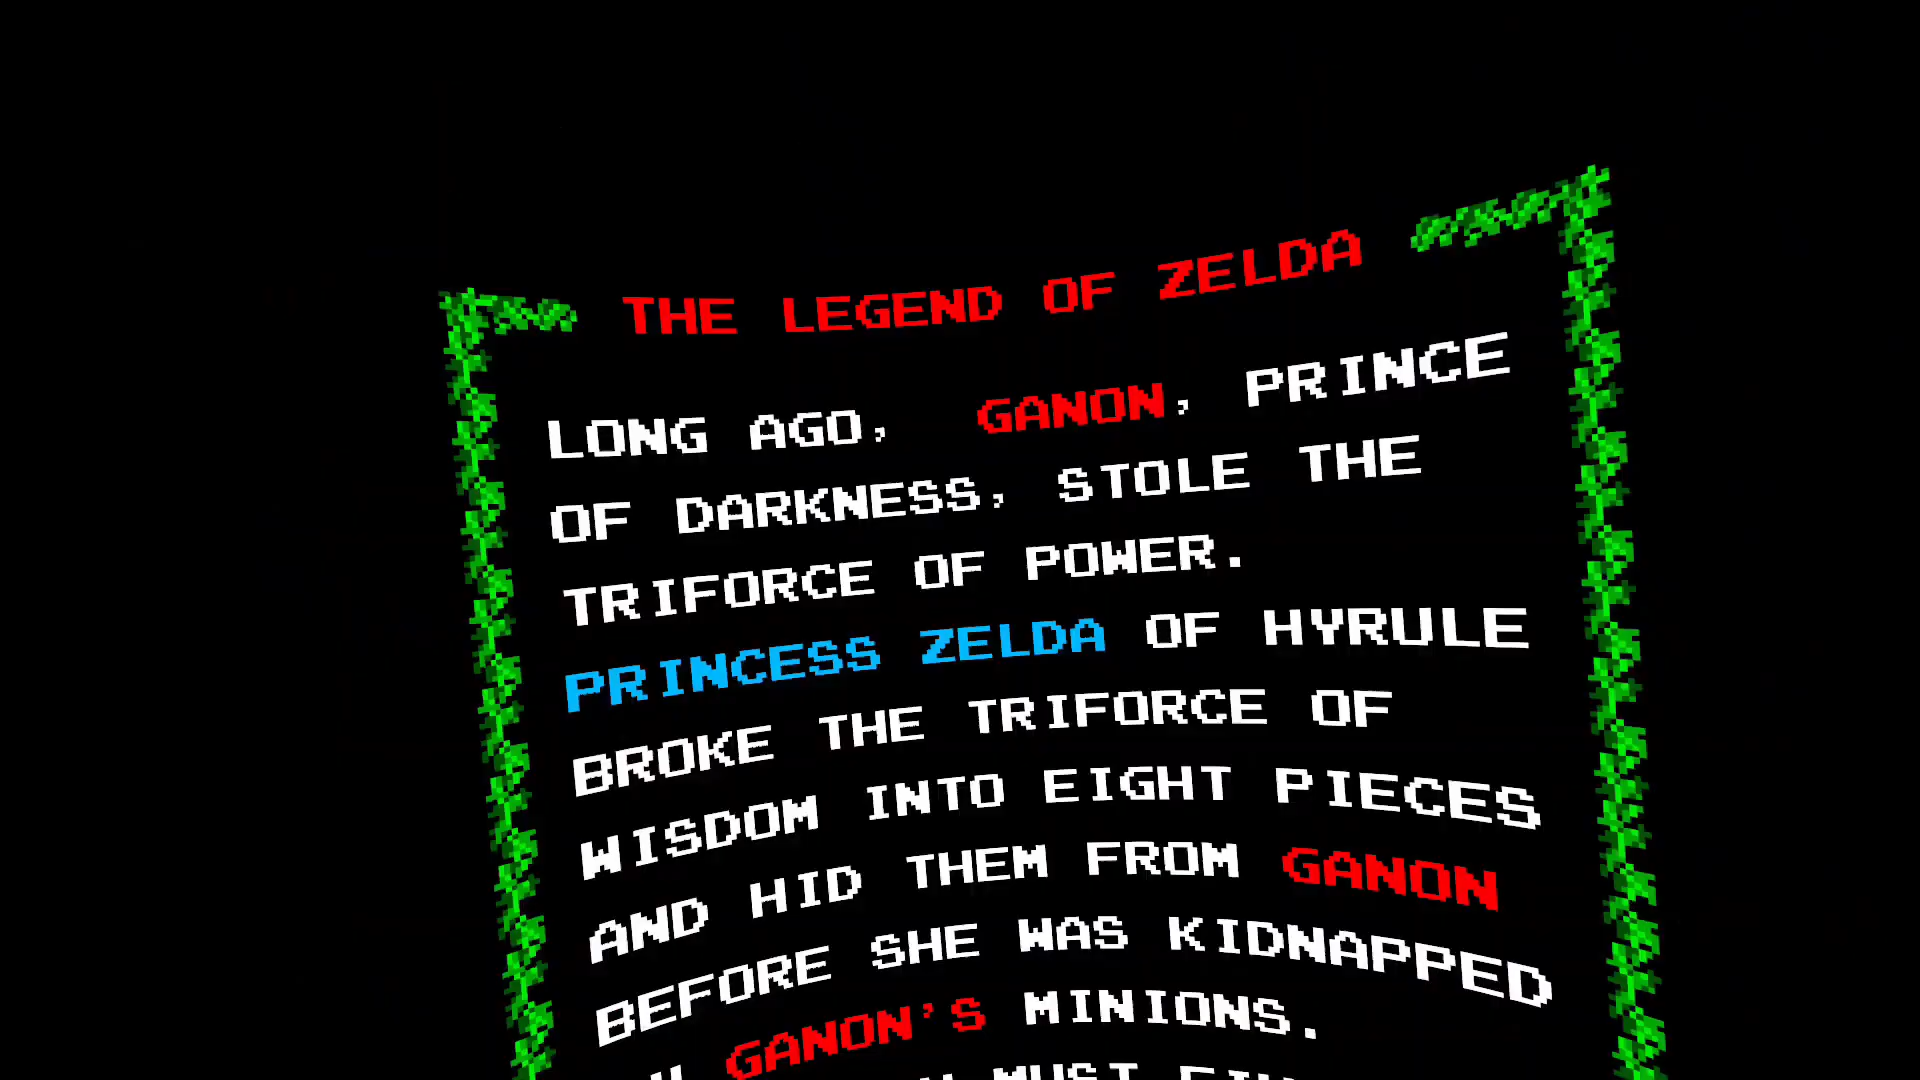 THE LEGEND OF ZELDA
LONG AGO, GANON, PRINCE
OF DARKNESS, STOLE THE
TRIFORCE OF POWER.
PRINCESS ZELDA OF HYRULE
BROKE THE TRIFORCE OF
WISDOM INTO EIGHT PIECES
AND HID THEM FROM GANON
BEFORE SHE WAS KIDNAPPED
GANON'S MINIONS.
MUST